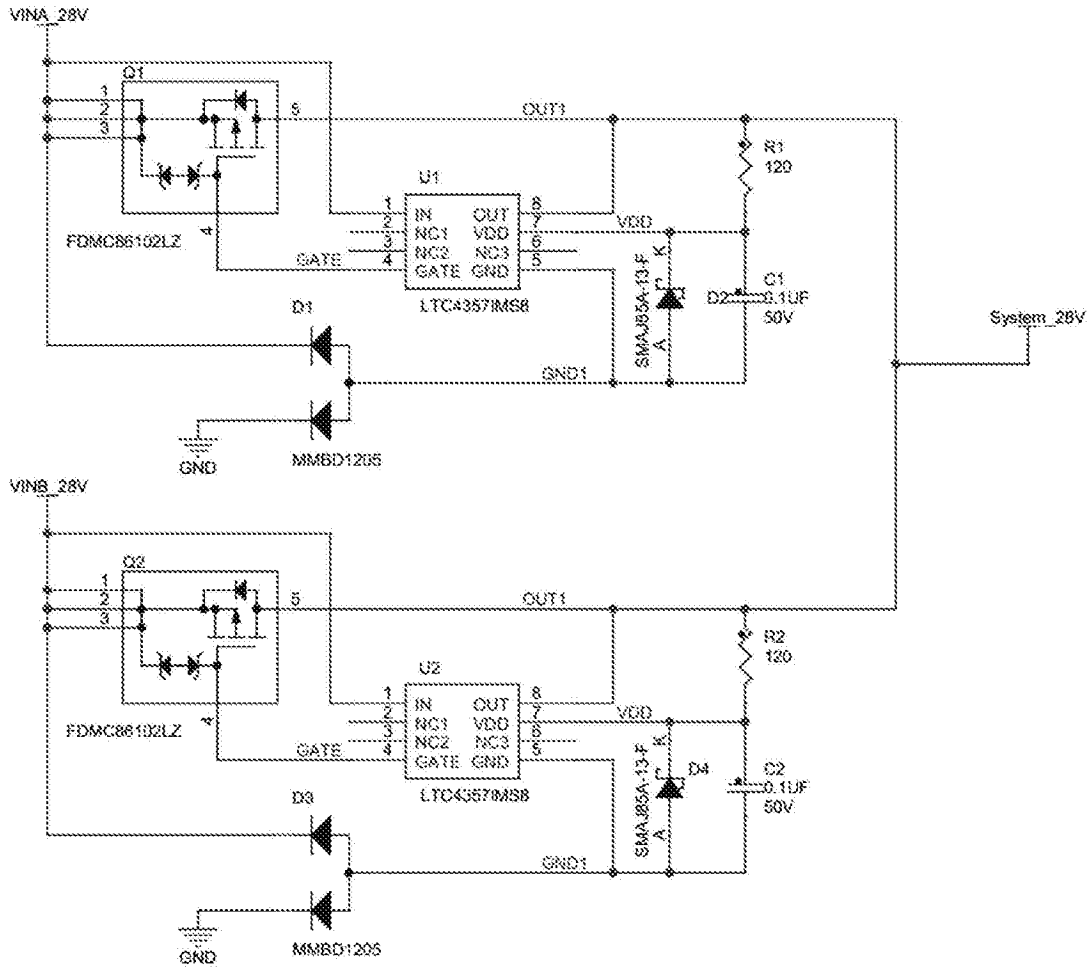 VINA_28V
Q1
1
2
3
5
OUT1
R1
120
U1
1 IN OUT 8
2 NC1 VDD 7
3 NC2 NC3 6
4 GATE GND 5
VDD
4
FDMC86102LZ
GATE
LTC4357IMS8
K
SMAJ85A-13-F
A
D2
C1
0.1UF
50V
D1
GND1
System_28V
GND
MMBD1205
VINB_28V
Q2
1
2
3
5
OUT1
R2
120
U2
1 IN OUT 8
2 NC1 VDD 7
3 NC2 NC3 6
4 GATE GND 5
VDD
4
FDMC86102LZ
GATE
LTC4357IMS8
K
SMAJ85A-13-F
A
D4
C2
0.1UF
50V
D3
GND1
GND
MMBD1205